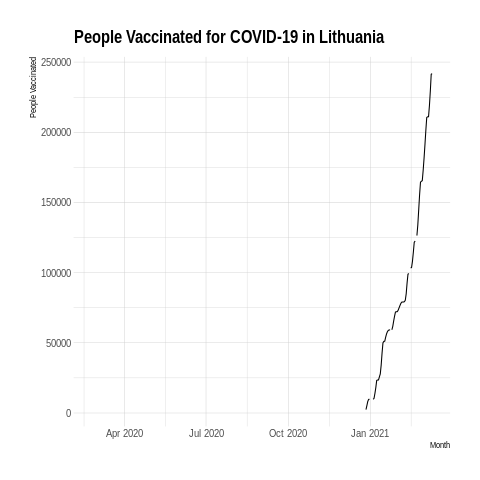 People Vaccinated for COVID-19 in Lithuania
People Vaccinated
250000
200000
150000
100000
50000
0
Apr 2020 Jul 2020 Oct 2020 Jan 2021
Month